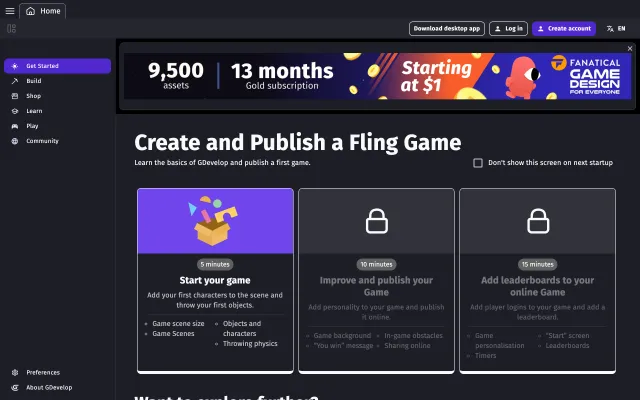 Home
Download desktop app
Log in
Create account
EN
Get Started
Build
Shop
Learn
Play
Community
Preferences
About GDevelop
9,500
assets
13 months
Gold subscription
Starting
at $1
FANATICAL
GAME
DESIGN
FOR EVERYONE
Create and Publish a Fling Game
Learn the basics of GDevelop and publish a first game.
Don't show this screen on next startup
5 minutes
Start your game
Add your first characters to the scene and
throw your first objects.
Game scene size
Game Scenes
Objects and
characters
Throwing physics
10 minutes
Improve and publish your
Game
Add personality to your game and publish
it online.
Game background
"You win" message
In-game obstacles
Sharing online
15 minutes
Add leaderboards to your
online Game
Add player logins to your game and add a
leaderboard.
Game
personalisation
Timers
"Start" screen
Leaderboards
Want to explore further?